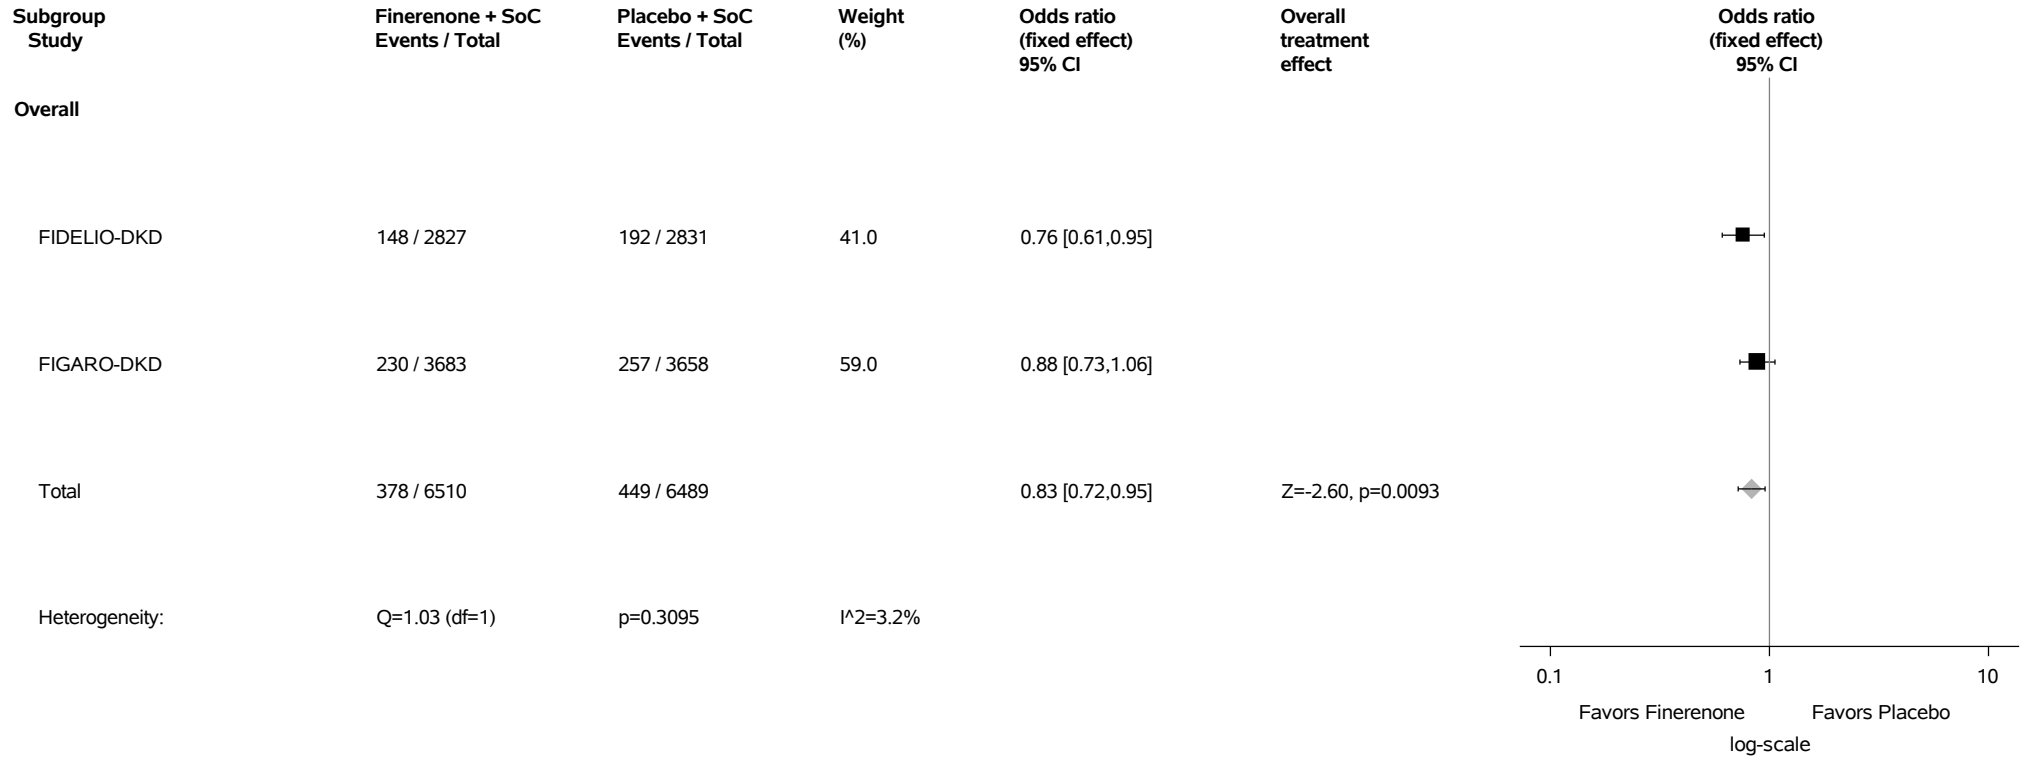 Subgroup Finerenone + SoC Placebo + SoC Weight Odds ratio Overall Odds ratio
Study Events / Total Events / Total (%) (fixed effect) treatment (fixed effect)
95% CI effect 95% CI
Overall
FIDELIO-DKD 148 / 2827 192 / 2831 41.0 0.76 [0.61,0.95]
FIGARO-DKD 230 / 3683 257 / 3658 59.0 0.88 [0.73,1.06]
Total 378 / 6510 449 / 6489 0.83 [0.72,0.95] Z=-2.60, p=0.0093
Heterogeneity: Q=1.03 (df=1) p=0.3095 I^2=3.2%
0.1 1 10
Favors Finerenone Favors Placebo
log-scale